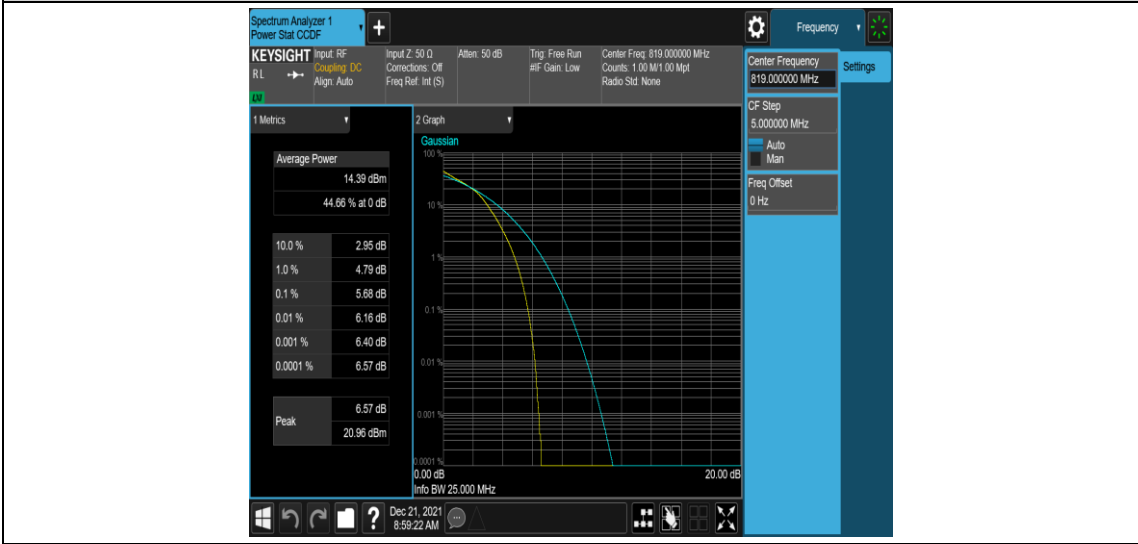 Spectrum Analyzer 1
Power Stat CCDF
Frequency
KEYSIGHT
RL
LXI
Input: RF
Coupling: DC
Align: Auto
Input Z: 50 Ω
Corrections: Off
Freq Ref: Int (S)
Atten: 50 dB
Trig: Free Run
#IF Gain: Low
Center Freq: 819.000000 MHz
Counts: 1.00 M/1.00 Mpt
Radio Std: None
Center Frequency
819.000000 MHz
Settings
CF Step
5.000000 MHz
Auto
Man
Freq Offset
0 Hz
1 Metrics
Average Power
14.39 dBm
44.66 % at 0 dB
10.0 % 2.95 dB
1.0 % 4.79 dB
0.1 % 5.68 dB
0.01 % 6.16 dB
0.001 % 6.40 dB
0.0001 % 6.57 dB
Peak
6.57 dB
20.96 dBm
2 Graph
Gaussian
100 %
10 %
1 %
0.1 %
0.01 %
0.001 %
0.0001 %
0.00 dB 20.00 dB
Info BW 25.000 MHz
?
Dec 21, 2021
8:59:22 AM